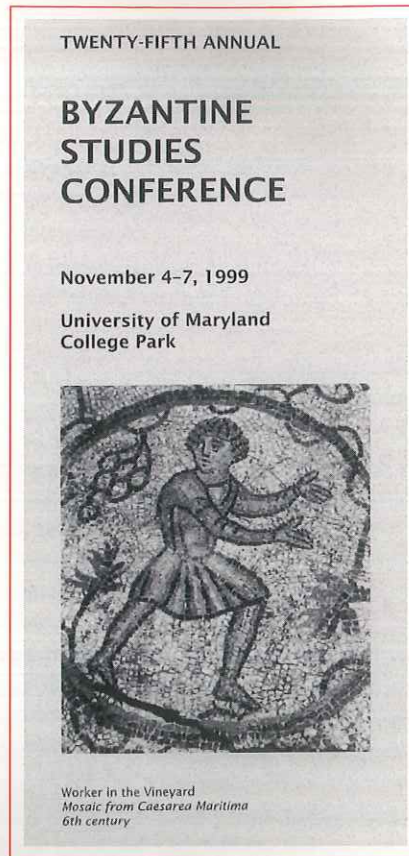 TWENTY-FIFTH ANNUAL
BYZANTINE
STUDIES
CONFERENCE
November 4–7, 1999
University of Maryland
College Park
Worker in the Vineyard
Mosaic from Caesarea Maritima
6th century